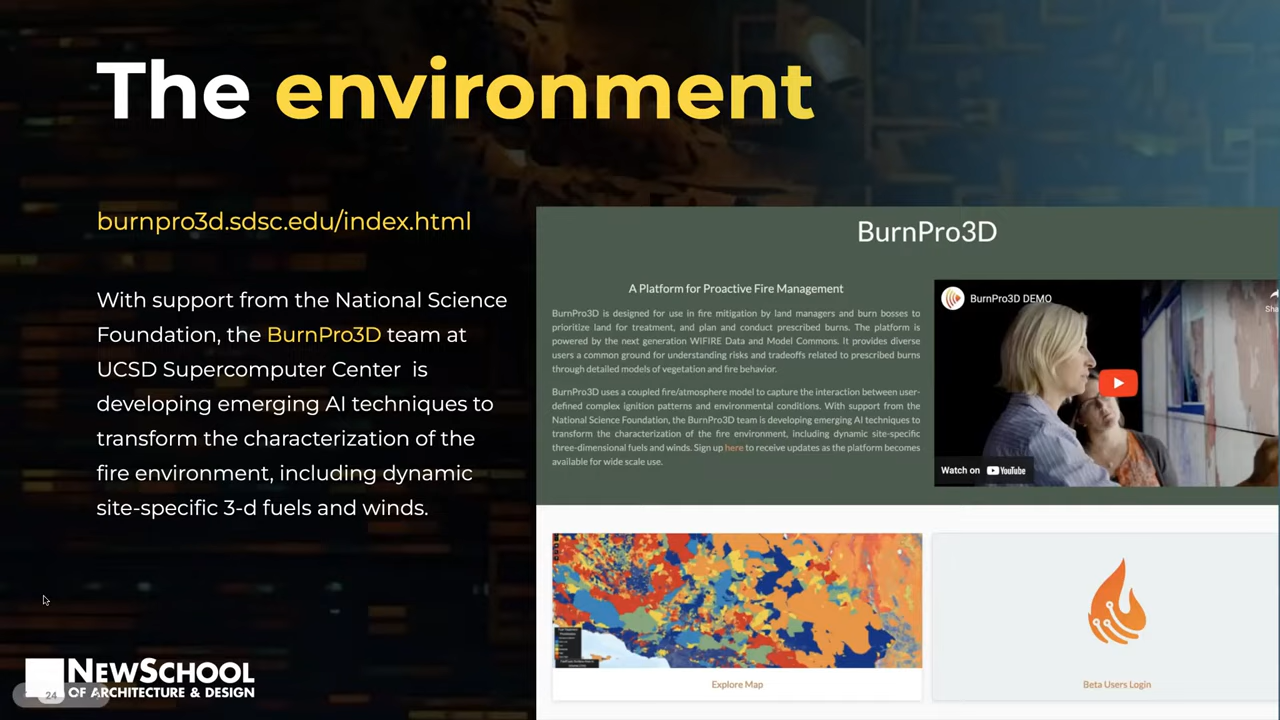 The environment
burnpro3d.sdsc.edu/index.html
With support from the National Science
Foundation, the BurnPro3D team at
UCSD Supercomputer Center is
developing emerging AI techniques to
transform the characterization of the
fire environment, including dynamic
site-specific 3-d fuels and winds.
BurnPro3D
A Platform for Proactive Fire Management
BurnPro3D is designed for use in fire mitigation by land managers and burn bosses to
prioritize land for treatment, and plan and conduct prescribed burns. The platform is
powered by the next generation WIFIRE Data and Model Commons. It provides diverse
users a common ground for understanding risks and tradeoffs related to prescribed burns
through detailed models of vegetation and fire behavior.
BurnPro3D uses a coupled fire/atmosphere model to capture the interaction between user-
defined complex ignition patterns and environmental conditions. With support from the
National Science Foundation, the BurnPro3D team is developing emerging AI techniques to
transform the characterization of the fire environment, including dynamic site-specific
three-dimensional fuels and winds. Sign up here to receive updates as the platform becomes
available for wide scale use.
BurnPro3D DEMO
Sha
Watch on YouTube
Explore Map
Beta Users Login
NEWSCHOOL
OF ARCHITECTURE & DESIGN
24